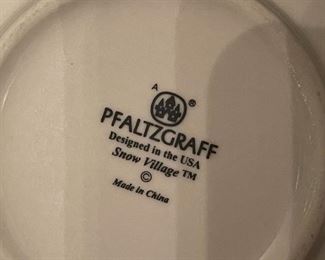 A ®
PFALTZGRAFF
Designed in the USA
Snow Village TM
©
Made in China